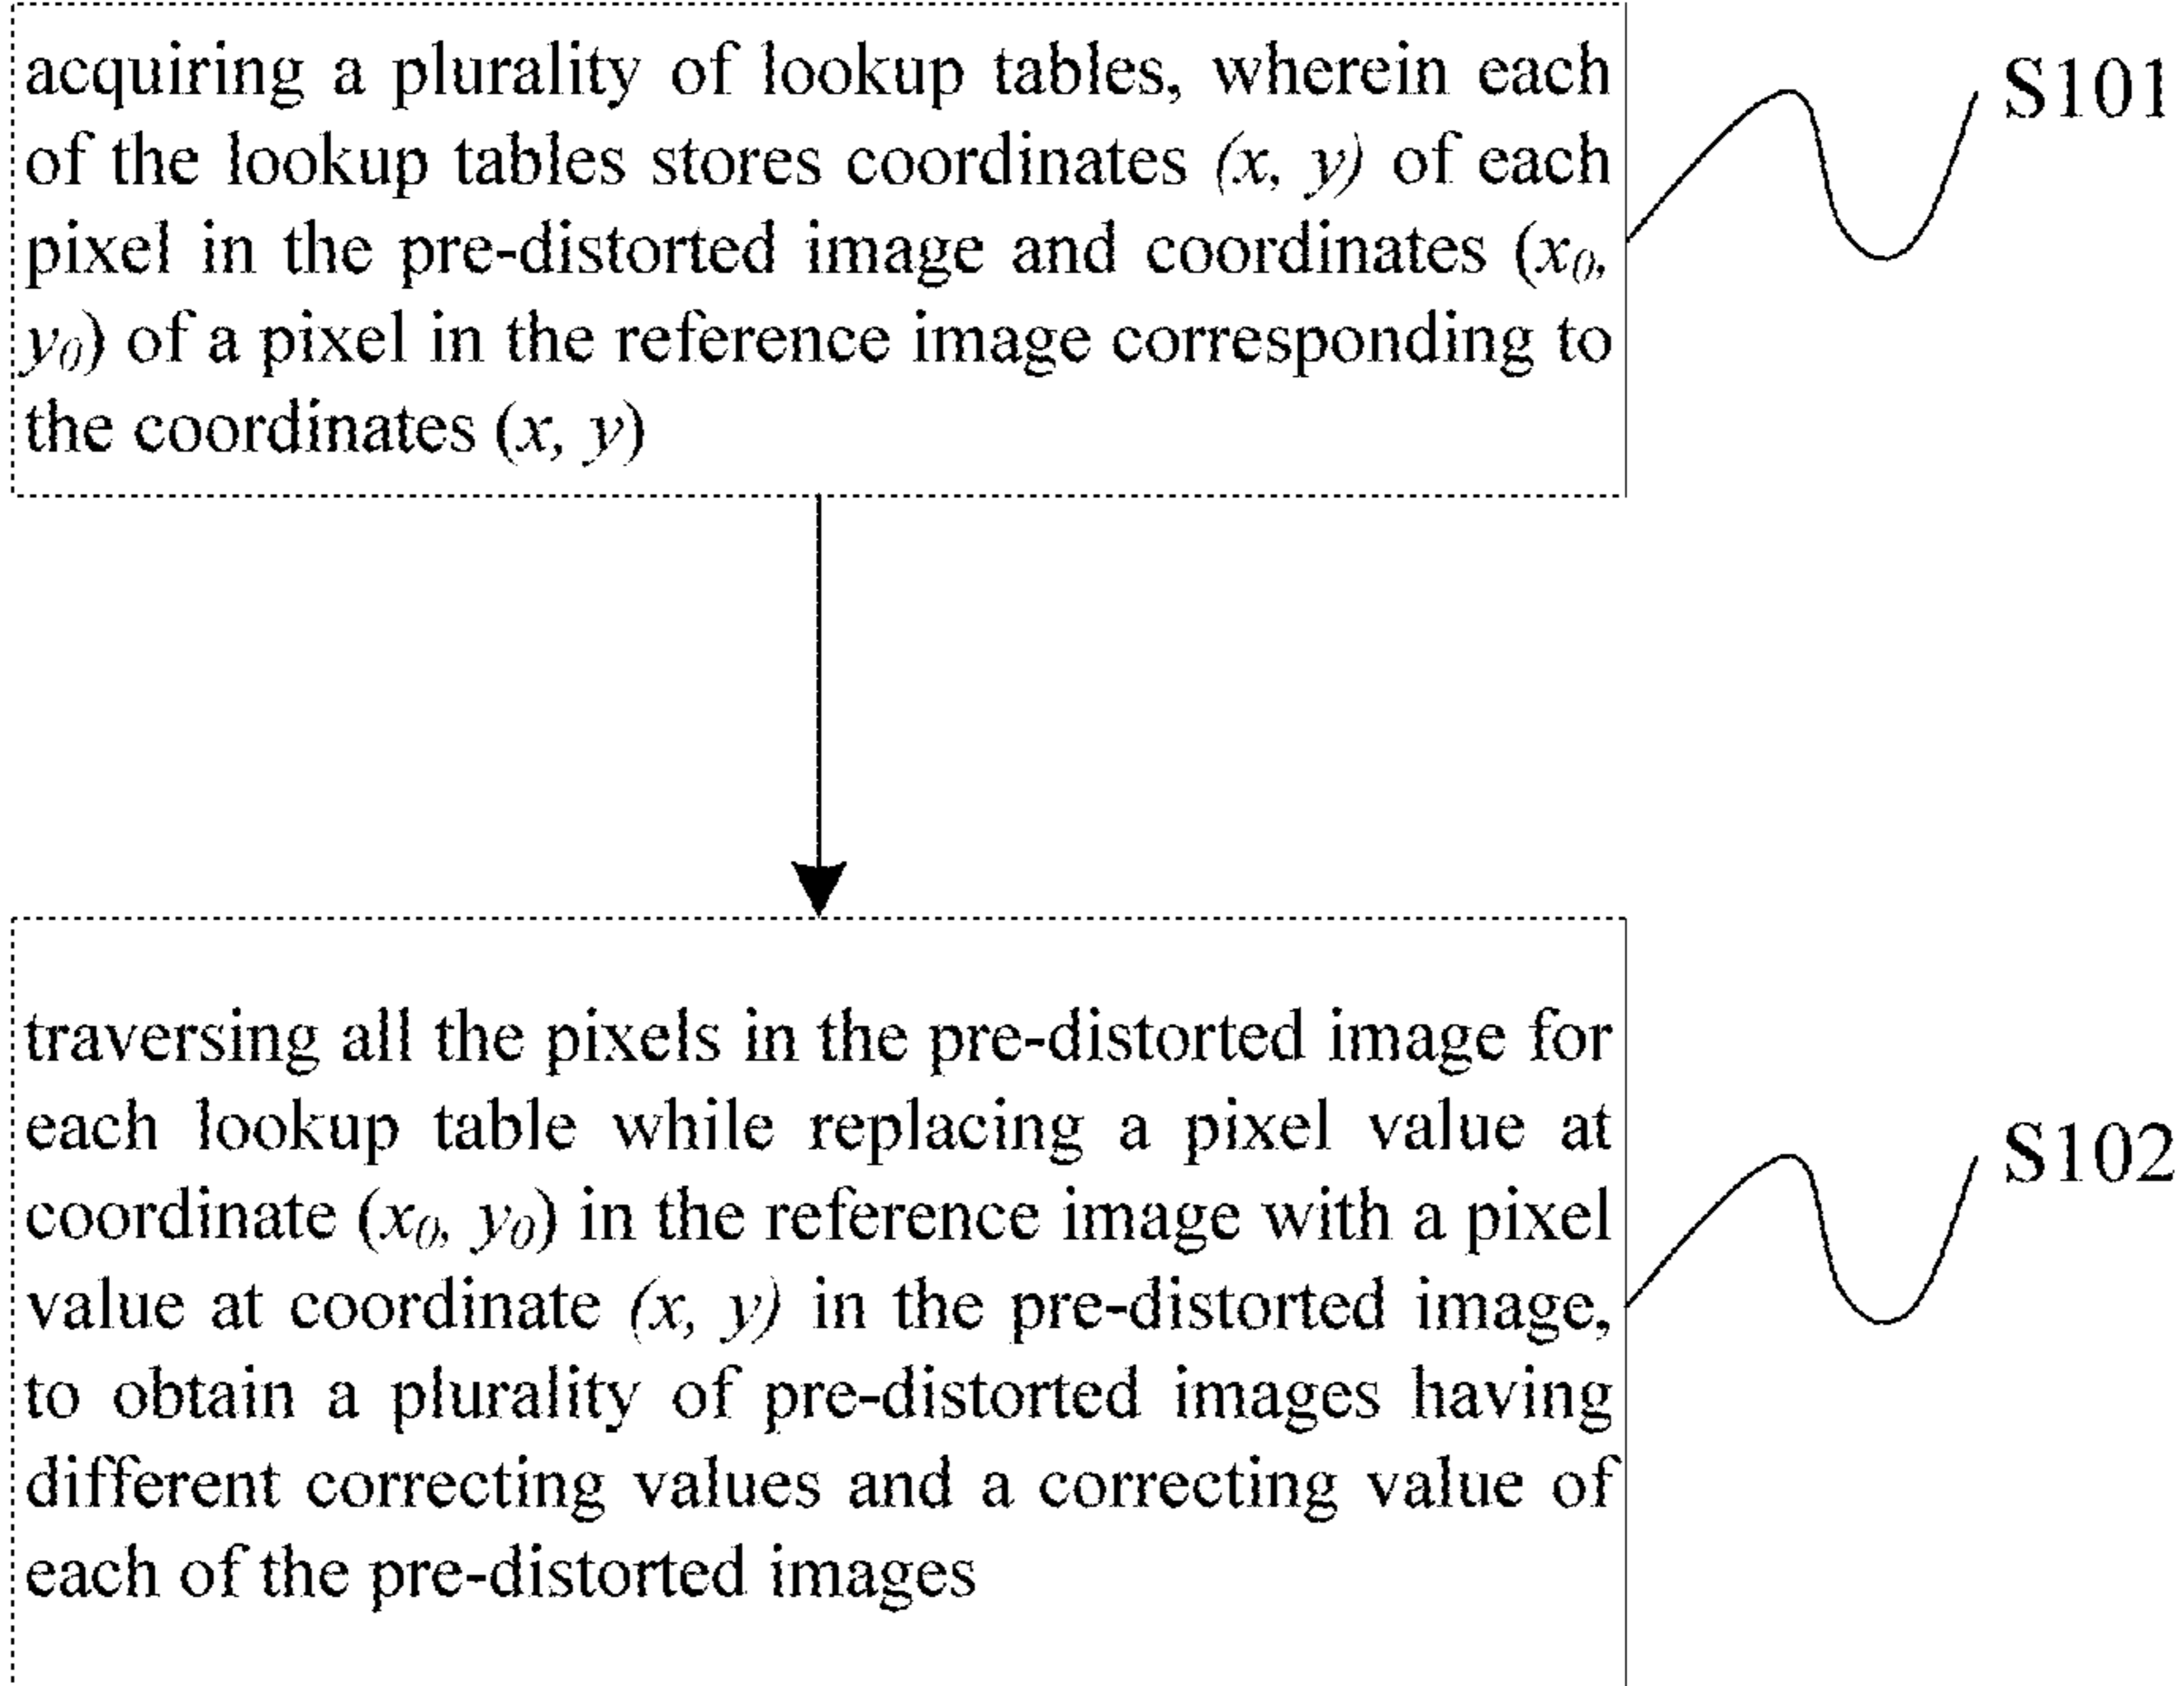 acquiring a plurality of lookup tables, wherein each
of the lookup tables stores coordinates (x, y) of each
pixel in the pre-distorted image and coordinates (x₀,
y₀) of a pixel in the reference image corresponding to
the coordinates (x, y)
S101
traversing all the pixels in the pre-distorted image for
each lookup table while replacing a pixel value at
coordinate (x₀, y₀) in the reference image with a pixel
value at coordinate (x, y) in the pre-distorted image,
to obtain a plurality of pre-distorted images having
different correcting values and a correcting value of
each of the pre-distorted images
S102